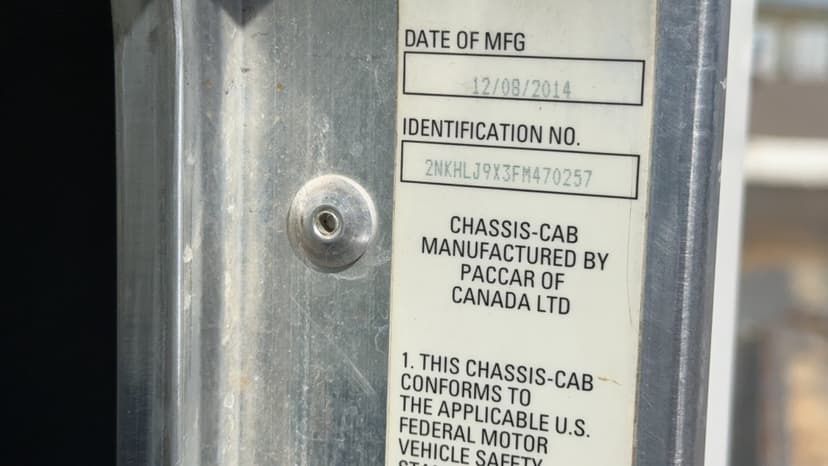 DATE OF MFG
12/08/2014
IDENTIFICATION NO.
2NKHLJ9X3FM470257
CHASSIS-CAB
MANUFACTURED BY
PACCAR OF
CANADA LTD
1. THIS CHASSIS-CAB
CONFORMS TO
THE APPLICABLE U.S.
FEDERAL MOTOR
VEHICLE SAFETY